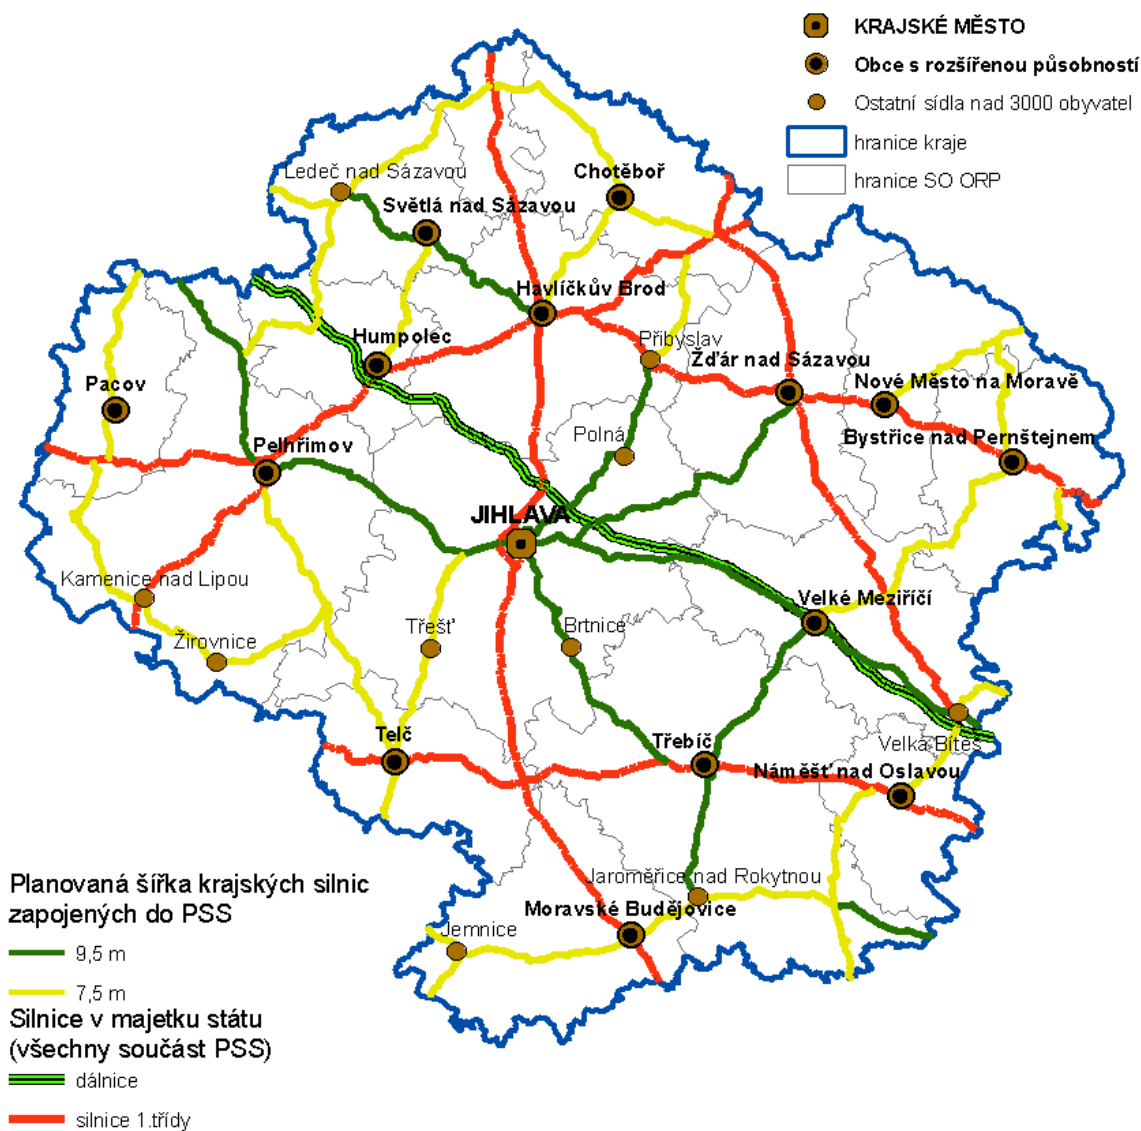 KRAJSKÉ MĚSTO
Obce s rozšířenou působností
Ostatní sídla nad 3000 obyvatel
hranice kraje
hranice SO ORP
Ledeč nad Sázavou
Chotěboř
Světlá nad Sázavou
Havlíčkův Brod
Humpolec
Přibyslav
Žďár nad Sázavou
Pacov
Nové Město na Moravě
Polná
Bystřice nad Pernštejnem
Pelhřimov
JIHLAVA
Kamenice nad Lipou
Velké Meziříčí
Třešť
Brtnice
Žirovnice
Telč
Třebíč
Velká Bíteš
Náměšť nad Oslavou
Jaroměřice nad Rokytnou
Moravské Budějovice
Jemnice
Planovaná šířka krajských silnic
zapojených do PSS
9,5 m
7,5 m
Silnice v majetku státu
(všechny součást PSS)
dálnice
silnice 1.třídy